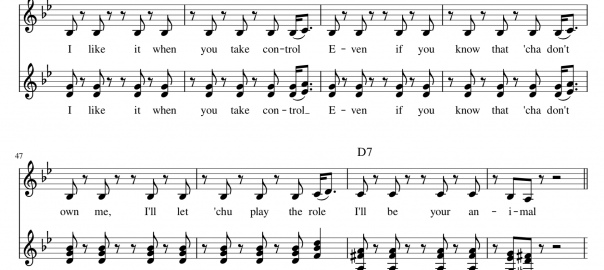 I like it when you take con-trol E-ven if you know that 'cha don't
I like it when you take con-trol_ E-ven if you know that 'cha don't
47
D7
own me, I'll let 'chu play the role I'll be your an-i-mal